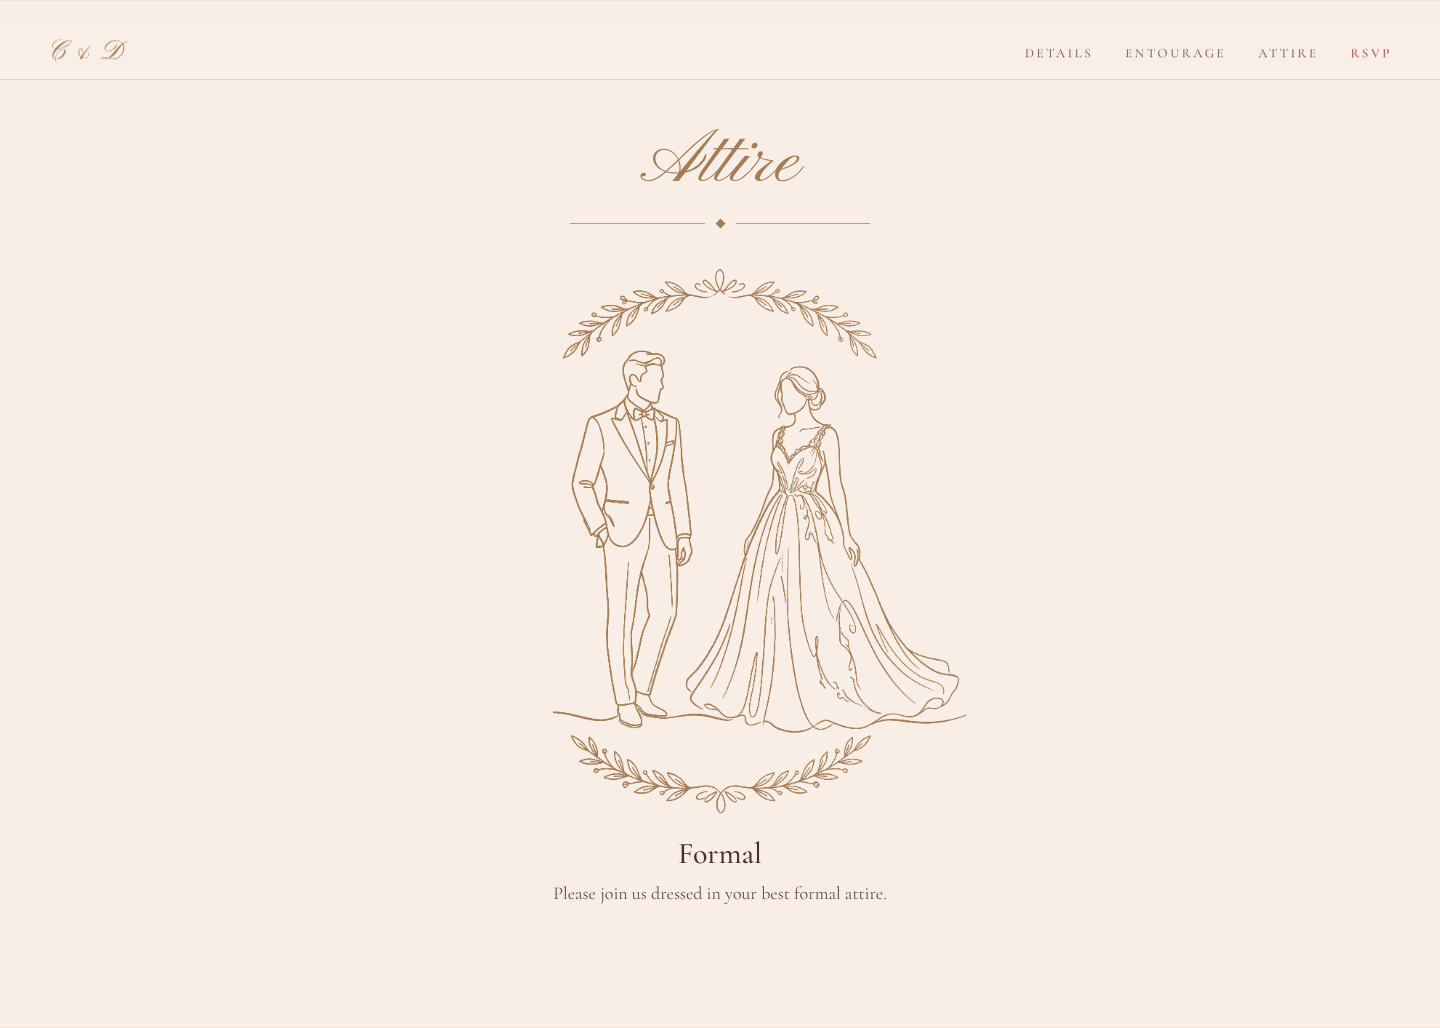 C & D
DETAILS ENTOURAGE ATTIRE RSVP
Attire
Formal
Please join us dressed in your best formal attire.